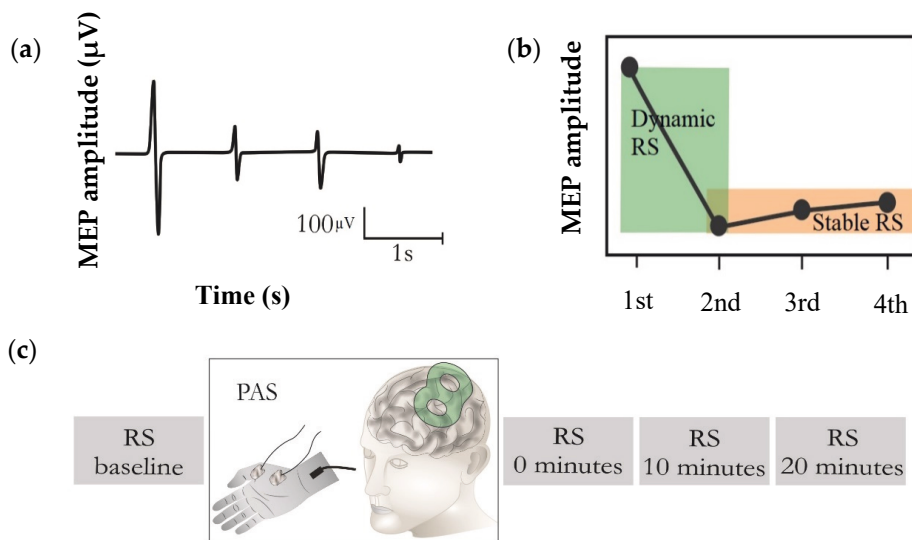 (a)
MEP amplitude (µV)
100µV
1s
Time (s)
(b)
MEP amplitude
Dynamic
RS
Stable RS
1st 2nd 3rd 4th
(c)
RS
baseline
PAS
RS
0 minutes
RS
10 minutes
RS
20 minutes